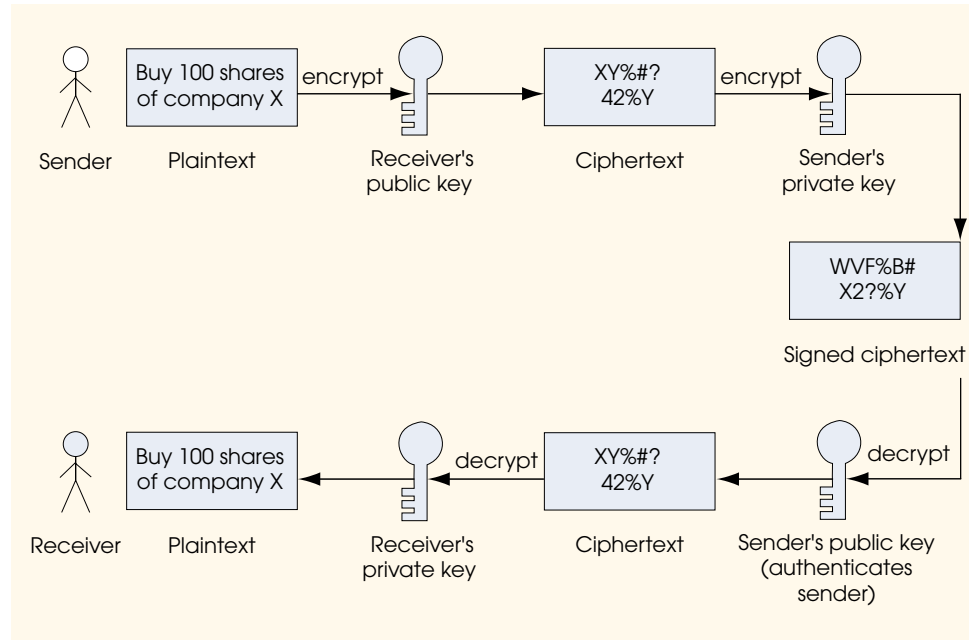 Buy 100 shares
of company X
encrypt
XY%#?
42%Y
encrypt
Sender
Plaintext
Receiver's
public key
Ciphertext
Sender's
private key
WVF%B#
X2?%Y
Signed ciphertext
Buy 100 shares
of company X
decrypt
XY%#?
42%Y
decrypt
Receiver
Plaintext
Receiver's
private key
Ciphertext
Sender's public key
(authenticates
sender)